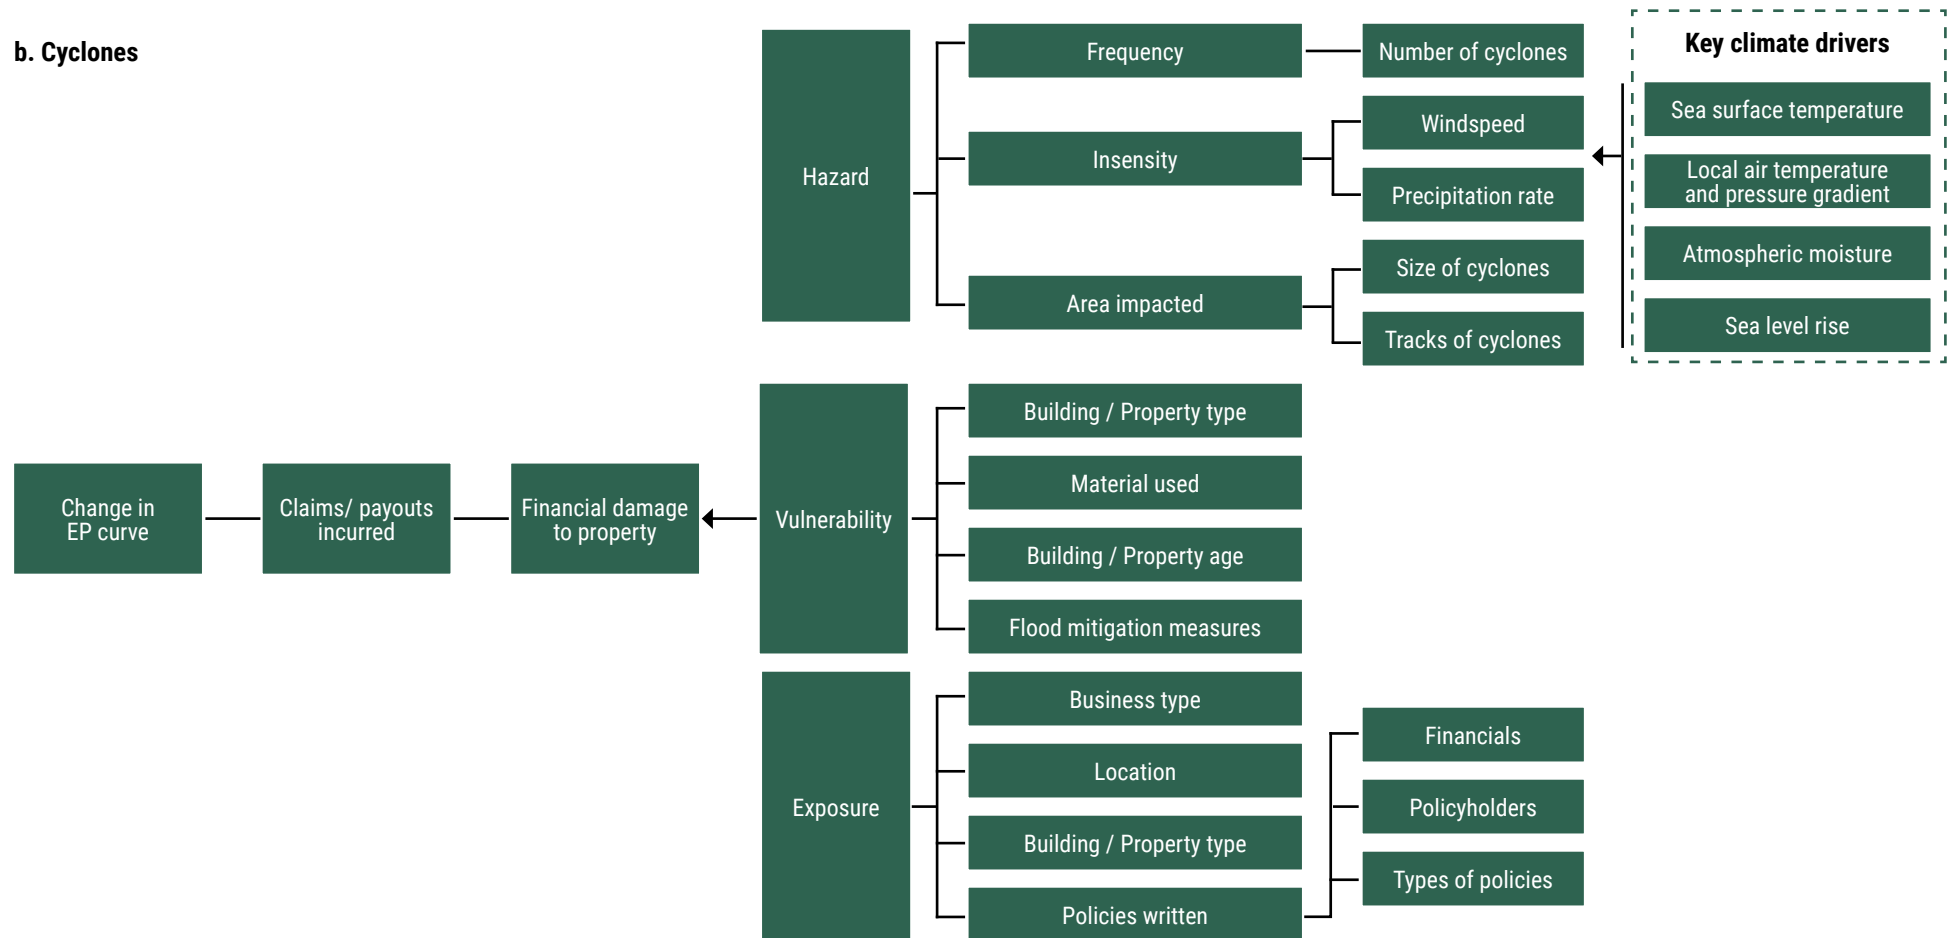 b. Cyclones
Hazard
Frequency
Number of cyclones
Insensity
Windspeed
Precipitation rate
Area impacted
Size of cyclones
Tracks of cyclones
Key climate drivers
Sea surface temperature
Local air temperature
and pressure gradient
Atmospheric moisture
Sea level rise
Change in
EP curve
Claims/ payouts
incurred
Financial damage
to property
Vulnerability
Building / Property type
Material used
Building / Property age
Flood mitigation measures
Exposure
Business type
Location
Building / Property type
Policies written
Financials
Policyholders
Types of policies